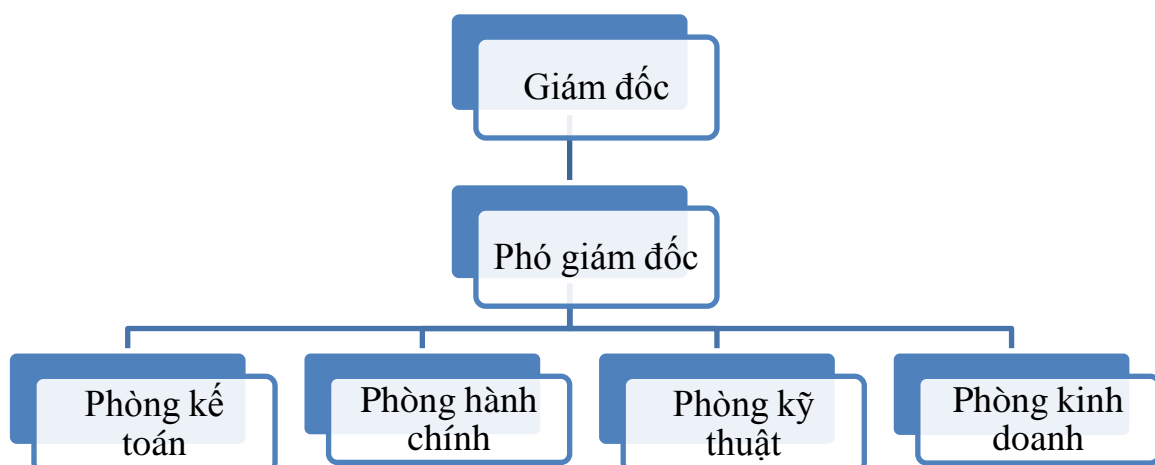 Giám đốc
Phó giám đốc
Phòng kế
toán
Phòng hành
chính
Phòng kỹ
thuật
Phòng kinh
doanh